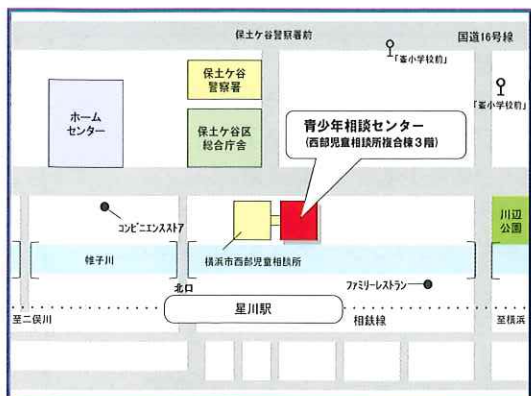 保土ケ谷警察署前
国道16号線
「峯小学校前」
「峯小学校前」
保土ケ谷
警察署
ホーム
センター
保土ケ谷区
総合庁舎
青少年相談センター
(西部児童相談所複合棟3階)
コンビニエンスストア
川辺
公園
帷子川
横浜市西部児童相談所
ファミリーレストラン
北口
星川駅
至二俣川
相鉄線
至横浜